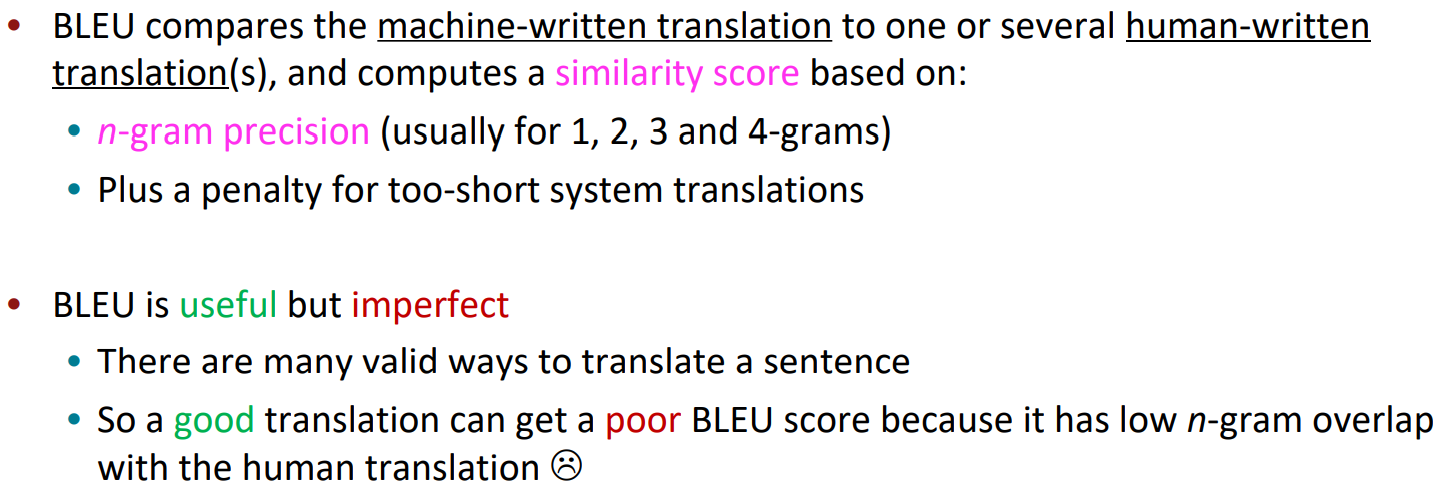 • BLEU compares the machine-written translation to one or several human-written
translation(s), and computes a similarity score based on:
• n-gram precision (usually for 1, 2, 3 and 4-grams)
• Plus a penalty for too-short system translations
• BLEU is useful but imperfect
• There are many valid ways to translate a sentence
• So a good translation can get a poor BLEU score because it has low n-gram overlap
with the human translation ☹